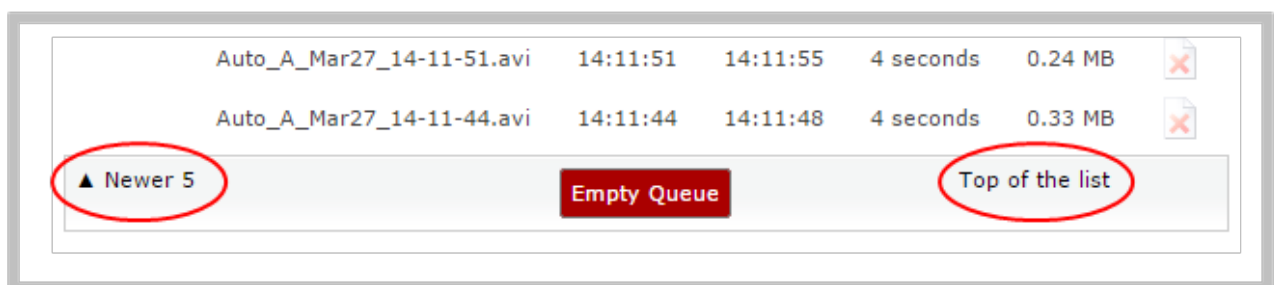 Auto_A_Mar27_14-11-51.avi 14:11:51 14:11:55 4 seconds 0.24 MB
Auto_A_Mar27_14-11-44.avi 14:11:44 14:11:48 4 seconds 0.33 MB
▲ Newer 5 Empty Queue Top of the list